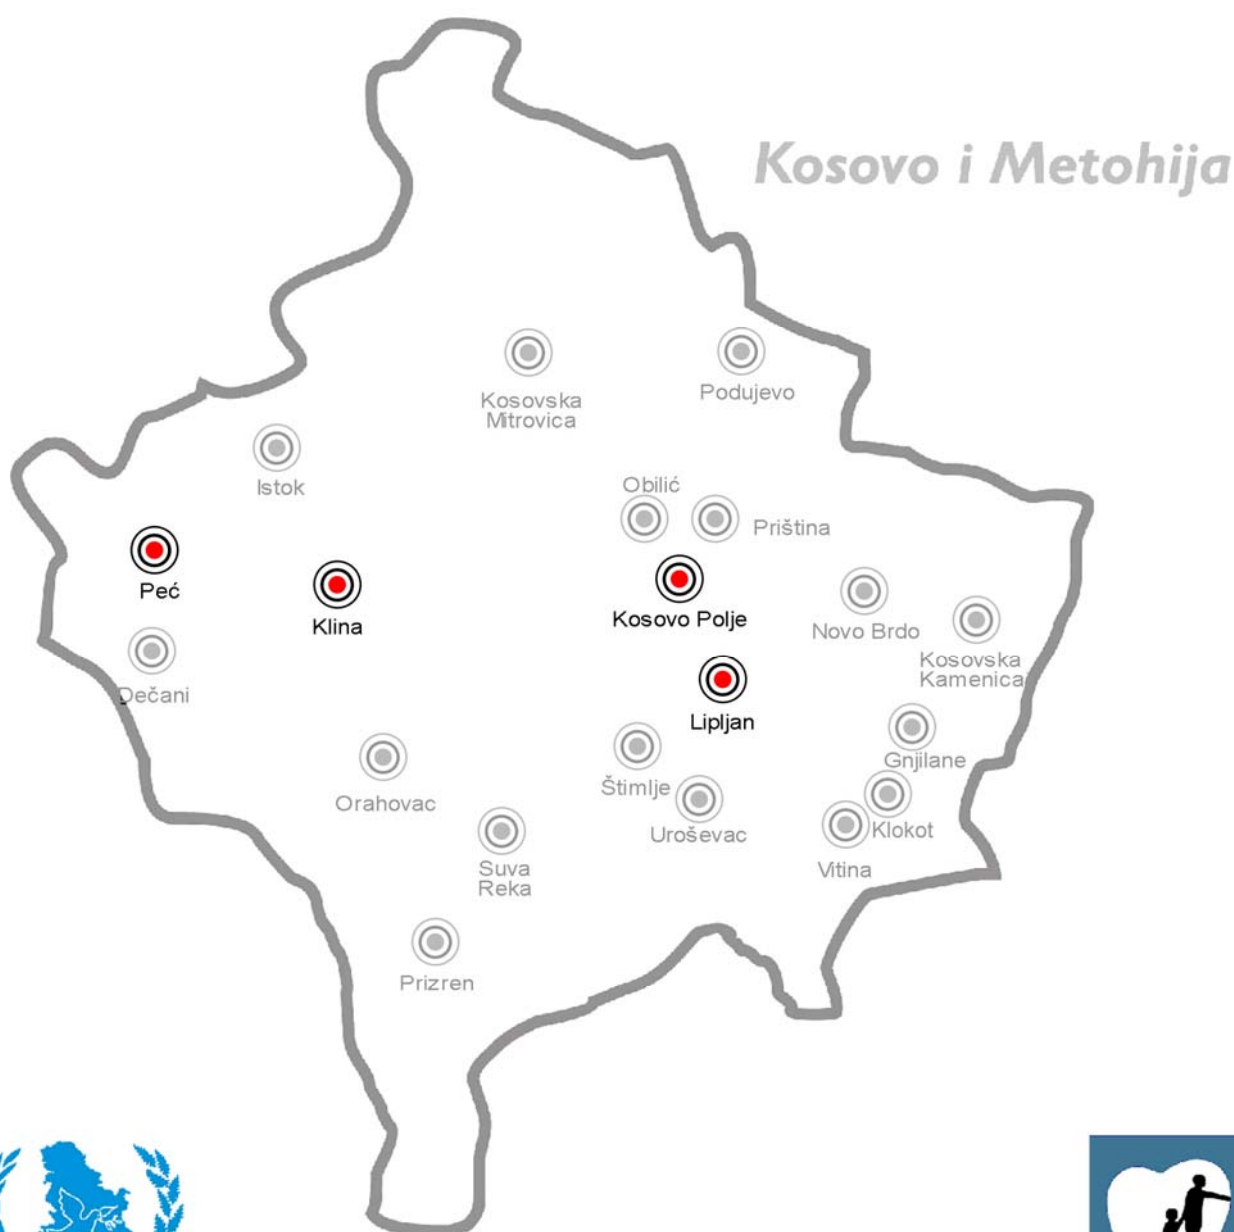 Kosovo i Metohija
Kosovska
Mitrovica
Podujevo
Istok
Obilić
Priština
Peć
Klina
Kosovo Polje
Novo Brdo
Kosovska
Kamenica
Dečani
Lipljan
Gnjilane
Štimlje
Orahovac
Uroševac
Klokot
Vitina
Suva
Reka
Prizren